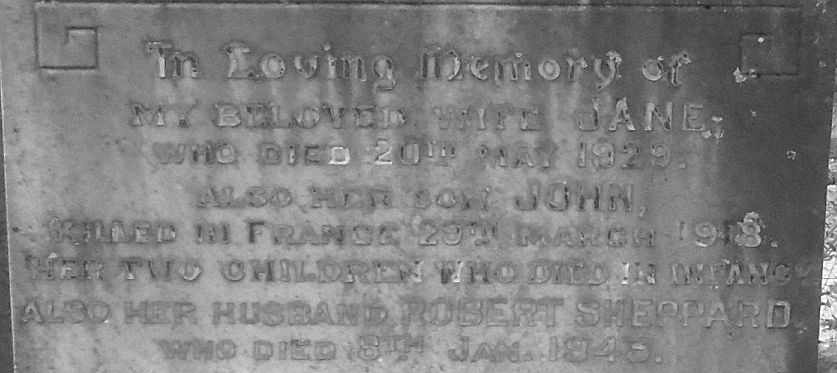 In Loving Memory of
MY BELOVED WIFE JANE,
WHO DIED 20TH MAY 1929.
ALSO HER SON JOHN,
KILLED IN FRANCE 29TH MARCH 1918.
HER TWO CHILDREN WHO DIED IN INFANCY
ALSO HER HUSBAND ROBERT SHEPPARD
WHO DIED 8TH JAN. 1945.